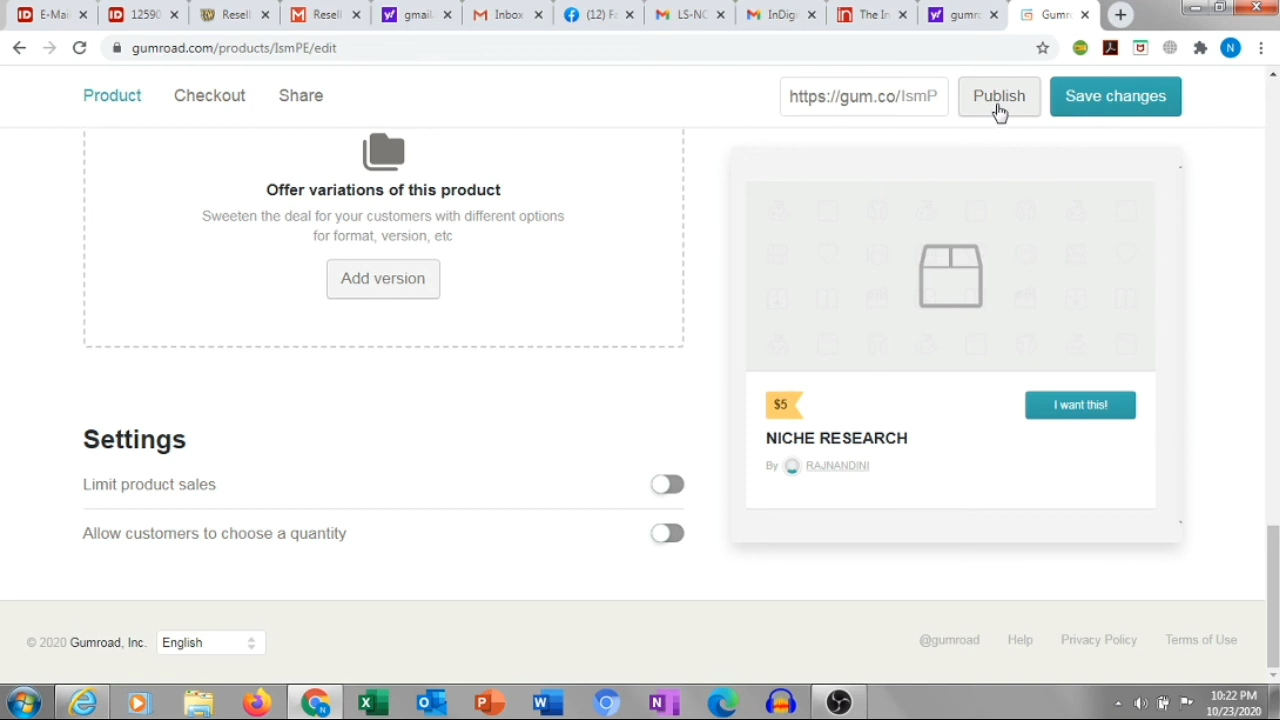 E-Mai
12590
Resell
Resell
gmail
Inbox
(12) Fa
LS-NO
InDig
The In
gumro
Gumr
gumroad.com/products/IsmPE/edit
N
Product
Checkout
Share
https://gum.co/IsmP
Publish
Save changes
Offer variations of this product
Sweeten the deal for your customers with different options
for format, version, etc
Add version
$5
I want this!
NICHE RESEARCH
By RAJNANDINI
Settings
Limit product sales
Allow customers to choose a quantity
© 2020 Gumroad, Inc.
English
@gumroad
Help
Privacy Policy
Terms of Use
10:22 PM
10/23/2020